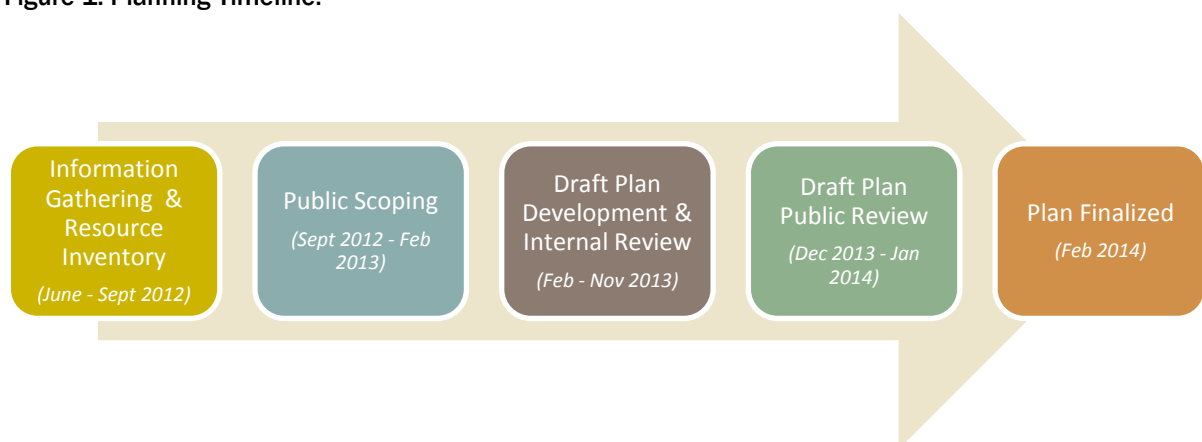 Figure 1. Planning Timeline.
Information
Gathering &
Resource
Inventory
(June - Sept 2012)
Public Scoping
(Sept 2012 - Feb
2013)
Draft Plan
Development &
Internal Review
(Feb - Nov 2013)
Draft Plan
Public Review
(Dec 2013 - Jan
2014)
Plan Finalized
(Feb 2014)